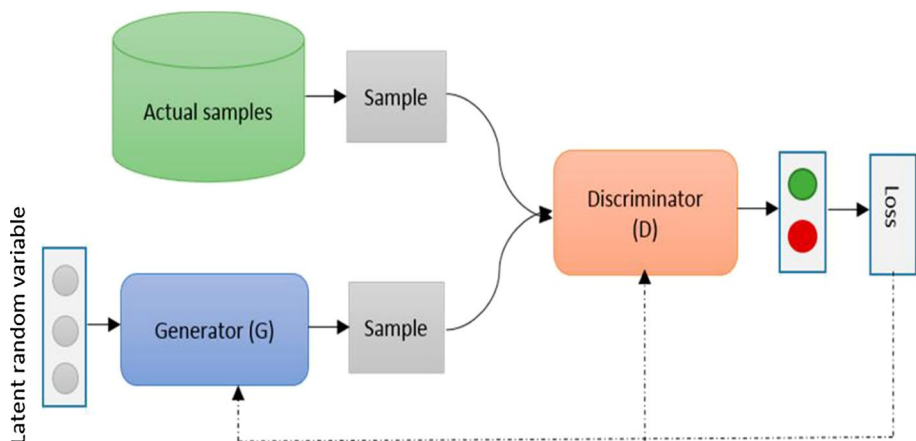 Actual samples
Sample
Discriminator
(D)
Loss
Latent random variable
Generator (G)
Sample